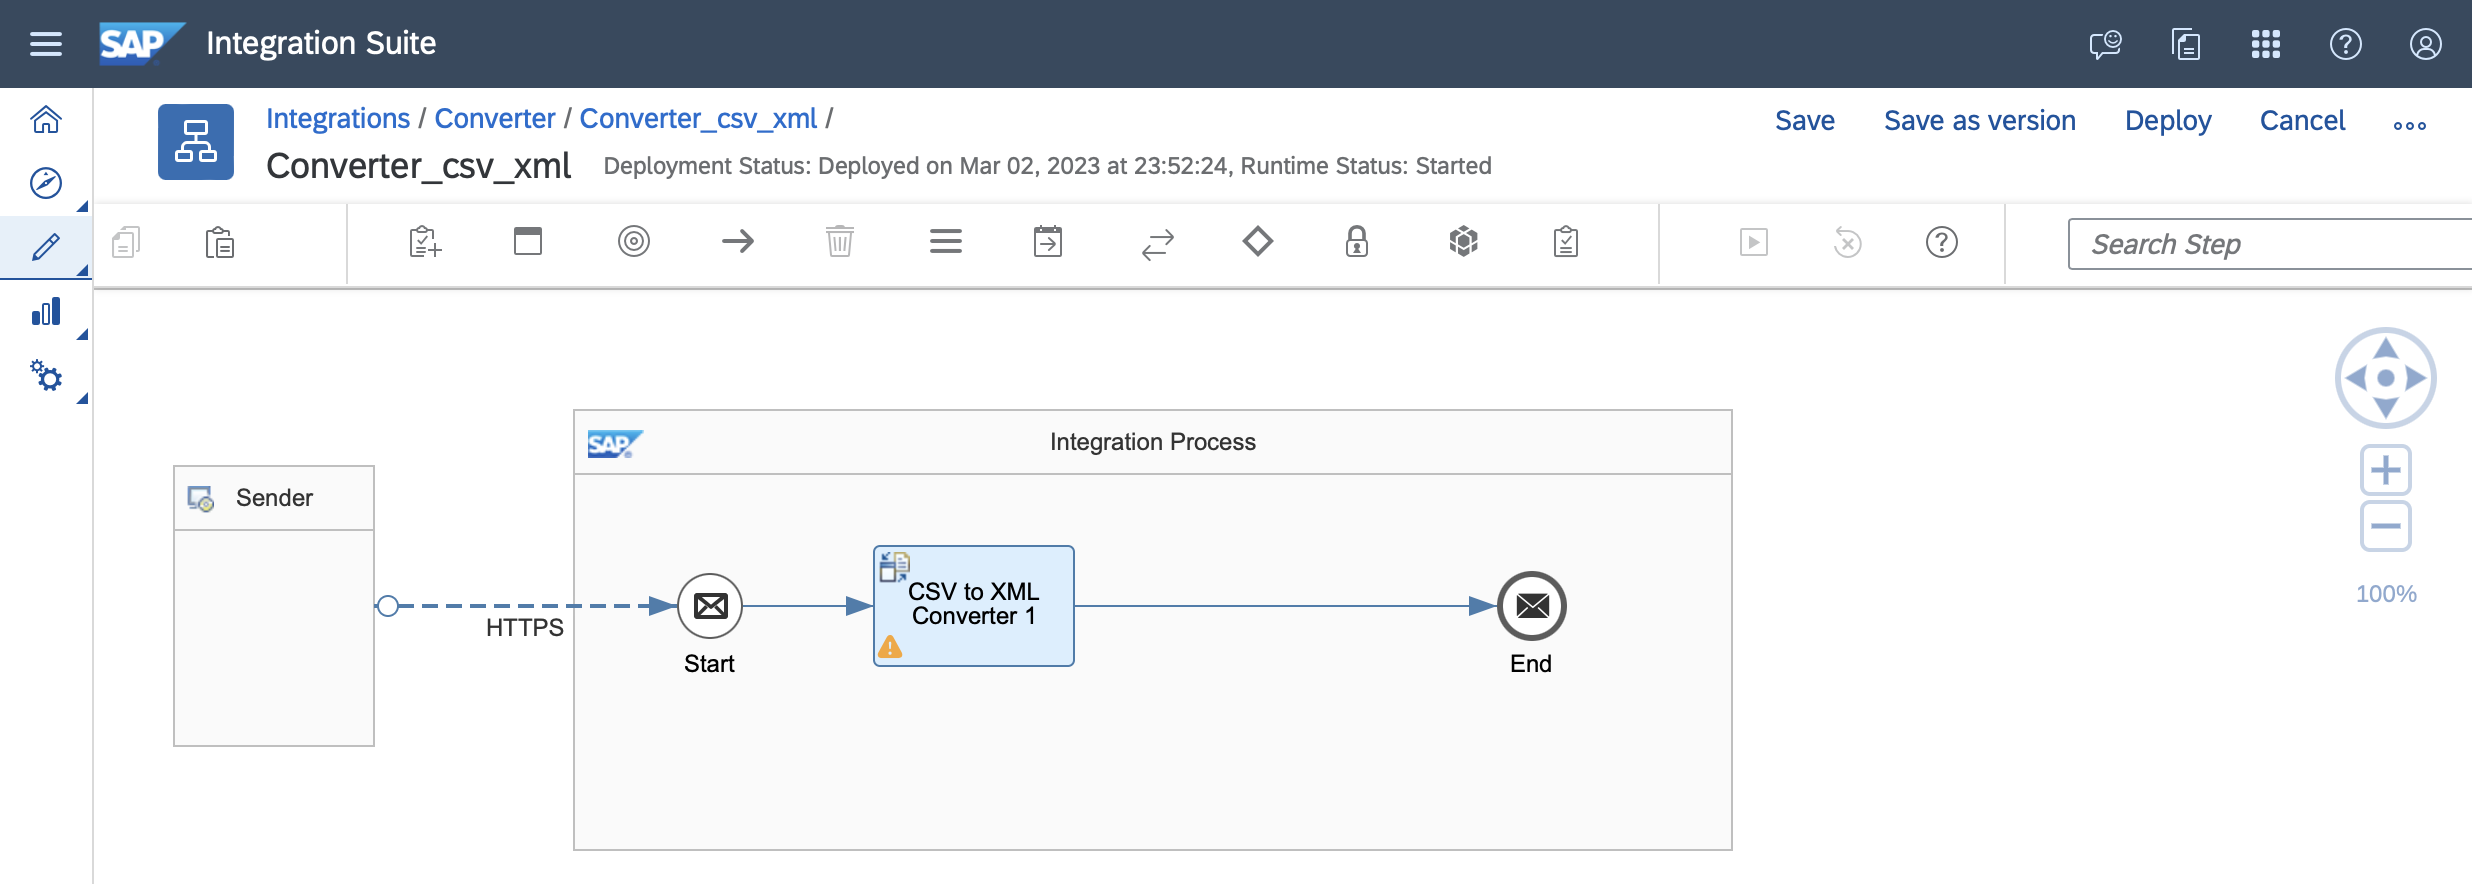 SAP Integration Suite
Integrations / Converter / Converter_csv_xml /
Save Save as version Deploy Cancel
Converter_csv_xml Deployment Status: Deployed on Mar 02, 2023 at 23:52:24, Runtime Status: Started
Search Step
SAP Integration Process
Sender
CSV to XML
Converter 1
HTTPS
Start
End
100%